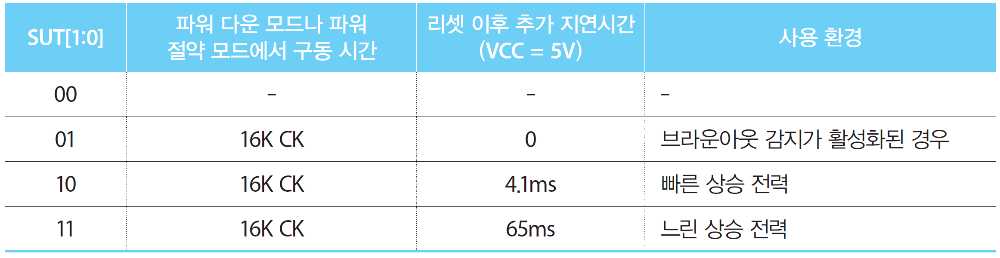 SUT[1:0]
파워 다운 모드나 파워
절약 모드에서 구동 시간
리셋 이후 추가 지연시간
(VCC = 5V)
사용 환경
00
–
–
–
01
16K CK
0
브라운아웃 감지가 활성화된 경우
10
16K CK
4.1ms
빠른 상승 전력
11
16K CK
65ms
느린 상승 전력